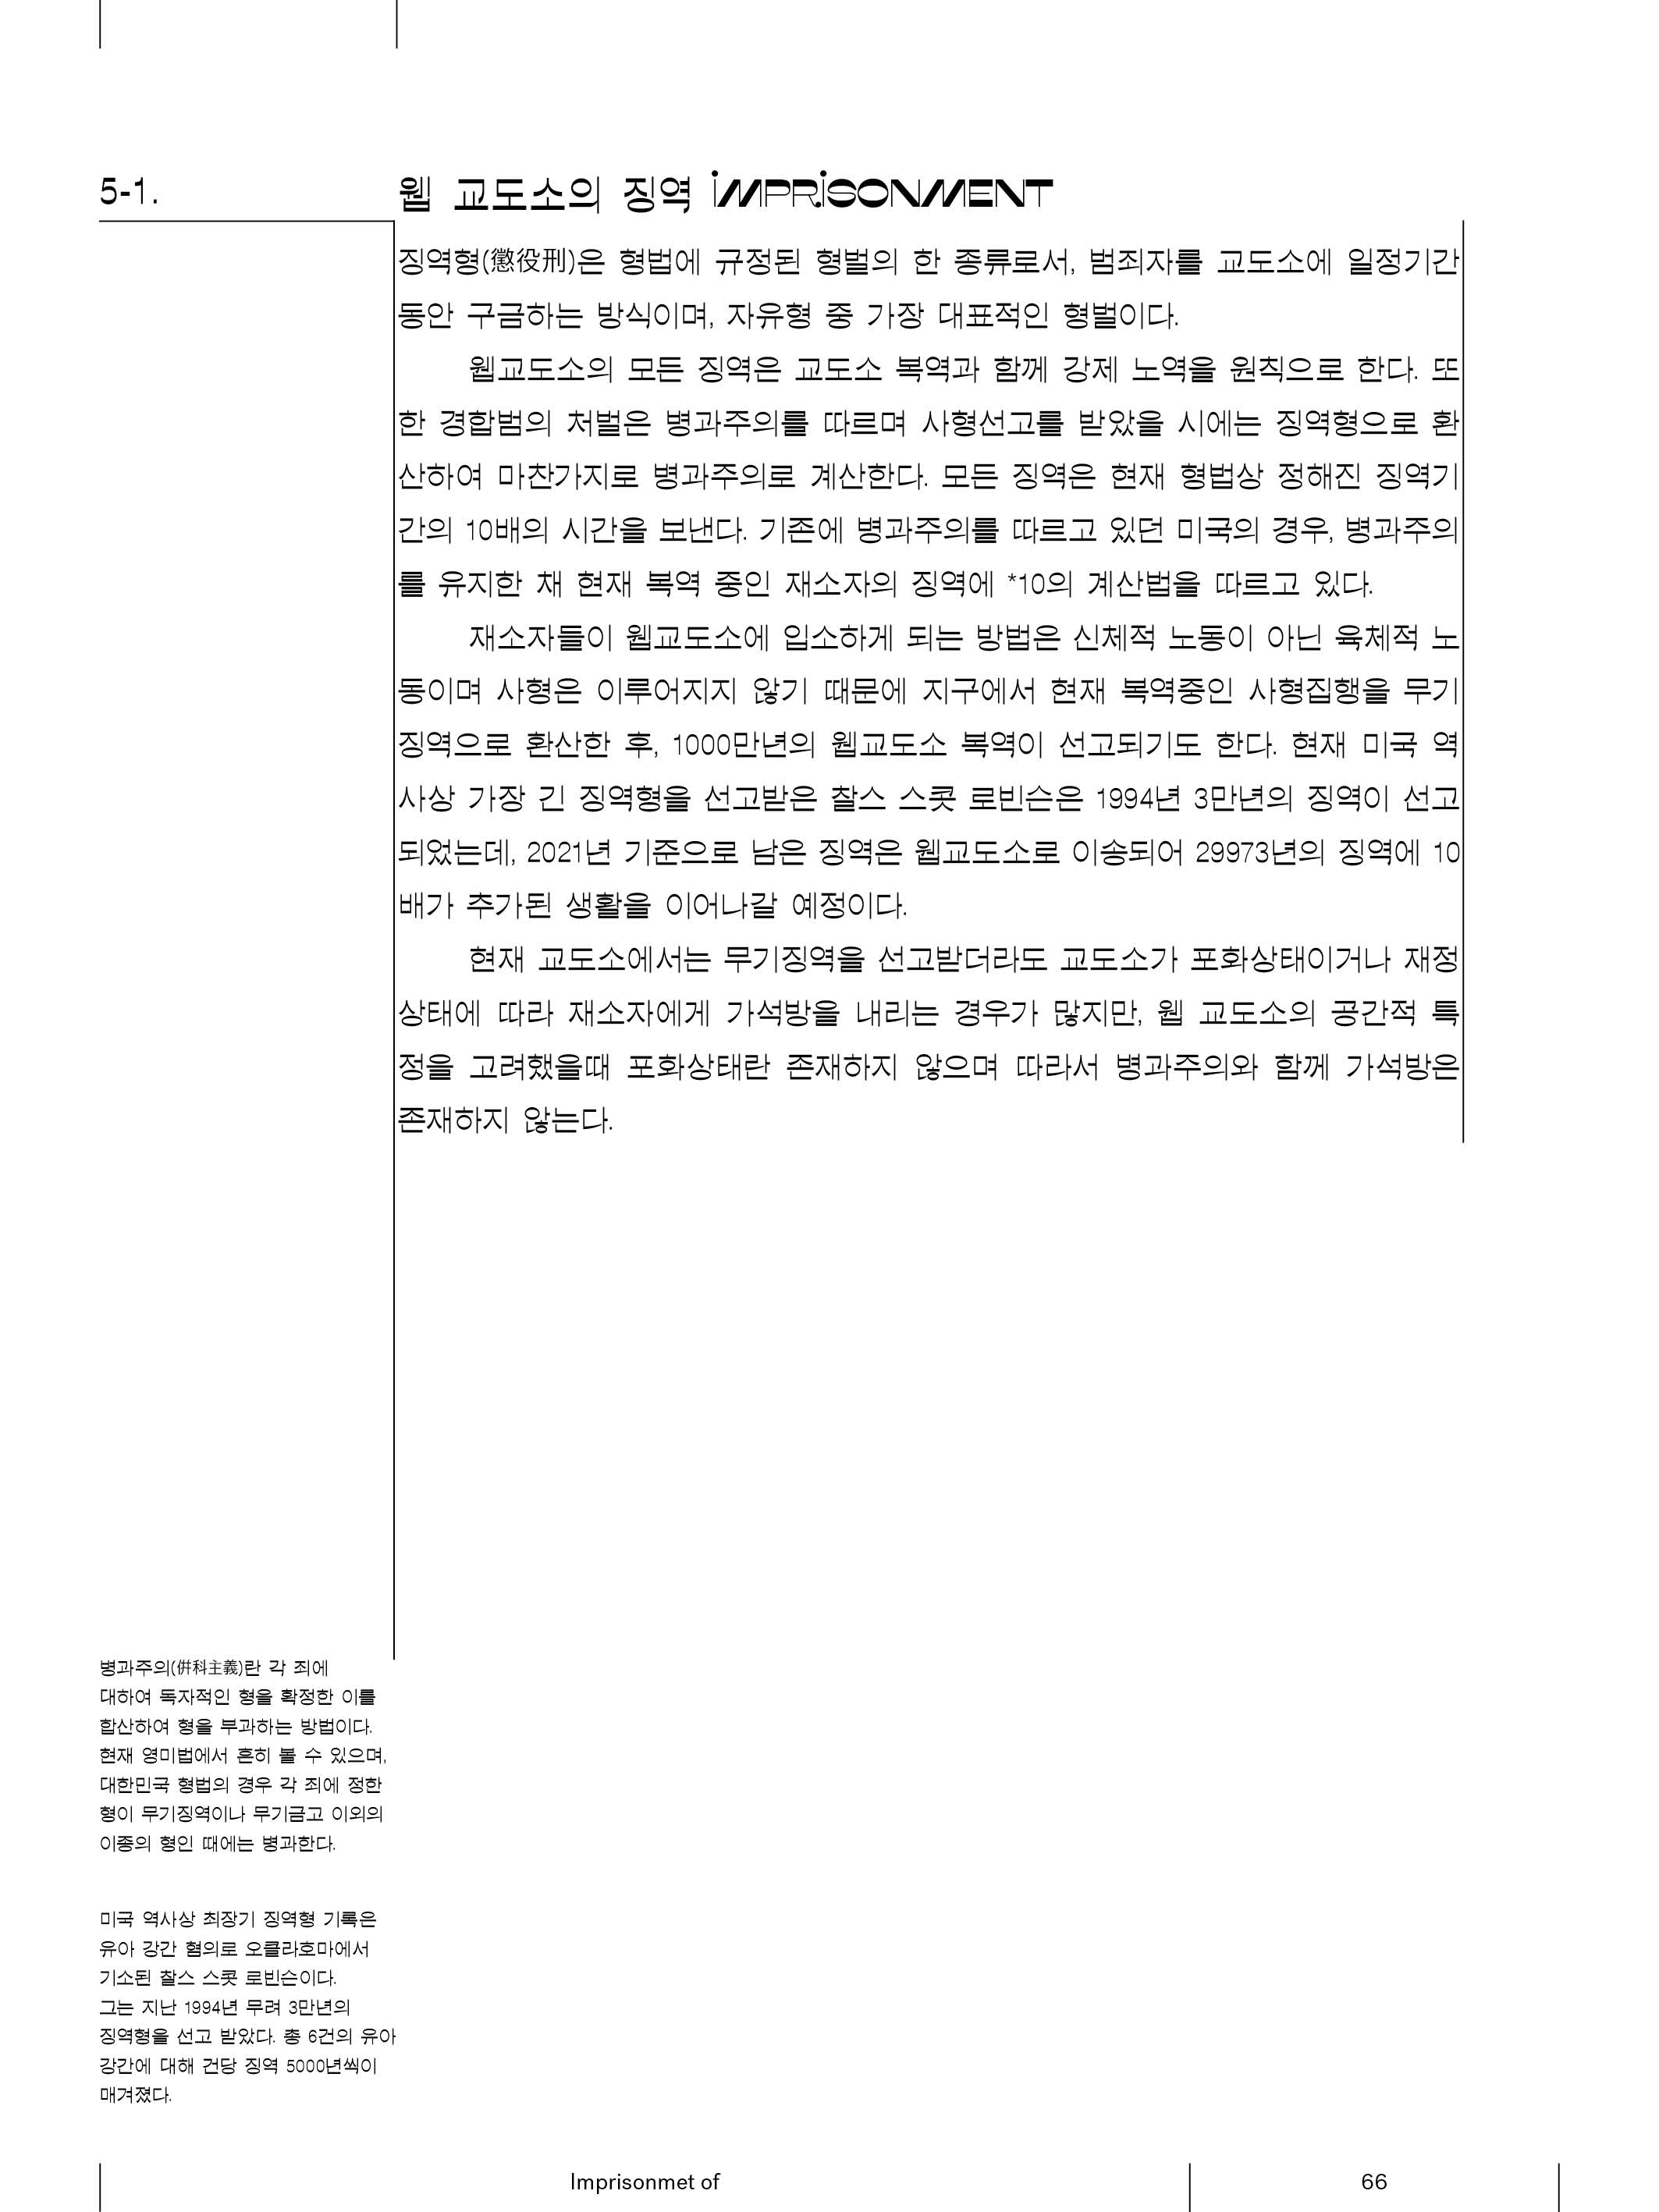 5-1.
웹 교도소의 징역 iMPRiSONMENT
징역형(懲役刑)은 형법에 규정된 형벌의 한 종류로서, 범죄자를 교도소에 일정기간
동안 구금하는 방식이며, 자유형 중 가장 대표적인 형벌이다.
웹교도소의 모든 징역은 교도소 복역과 함께 강제 노역을 원칙으로 한다. 또
한 경합범의 처벌은 병과주의를 따르며 사형선고를 받았을 시에는 징역형으로 환
산하여 마찬가지로 병과주의로 계산한다. 모든 징역은 현재 형법상 정해진 징역기
간의 10배의 시간을 보낸다. 기존에 병과주의를 따르고 있던 미국의 경우, 병과주의
를 유지한 채 현재 복역 중인 재소자의 징역에 *10의 계산법을 따르고 있다.
재소자들이 웹교도소에 입소하게 되는 방법은 신체적 노동이 아닌 육체적 노
동이며 사형은 이루어지지 않기 때문에 지구에서 현재 복역중인 사형집행을 무기
징역으로 환산한 후, 1000만년의 웹교도소 복역이 선고되기도 한다. 현재 미국 역
사상 가장 긴 징역형을 선고받은 찰스 스콧 로빈슨은 1994년 3만년의 징역이 선고
되었는데, 2021년 기준으로 남은 징역은 웹교도소로 이송되어 29973년의 징역에 10
배가 추가된 생활을 이어나갈 예정이다.
현재 교도소에서는 무기징역을 선고받더라도 교도소가 포화상태이거나 재정
상태에 따라 재소자에게 가석방을 내리는 경우가 많지만, 웹 교도소의 공간적 특
정을 고려했을때 포화상태란 존재하지 않으며 따라서 병과주의와 함께 가석방은
존재하지 않는다.
병과주의(倂科主義)란 각 죄에
대하여 독자적인 형을 확정한 이를
합산하여 형을 부과하는 방법이다.
현재 영미법에서 흔히 볼 수 있으며,
대한민국 형법의 경우 각 죄에 정한
형이 무기징역이나 무기금고 이외의
이종의 형인 때에는 병과한다.
미국 역사상 최장기 징역형 기록은
유아 강간 혐의로 오클라호마에서
기소된 찰스 스콧 로빈슨이다.
그는 지난 1994년 무려 3만년의
징역형을 선고 받았다. 총 6건의 유아
강간에 대해 건당 징역 5000년씩이
매겨졌다.
Imprisonmet of
66